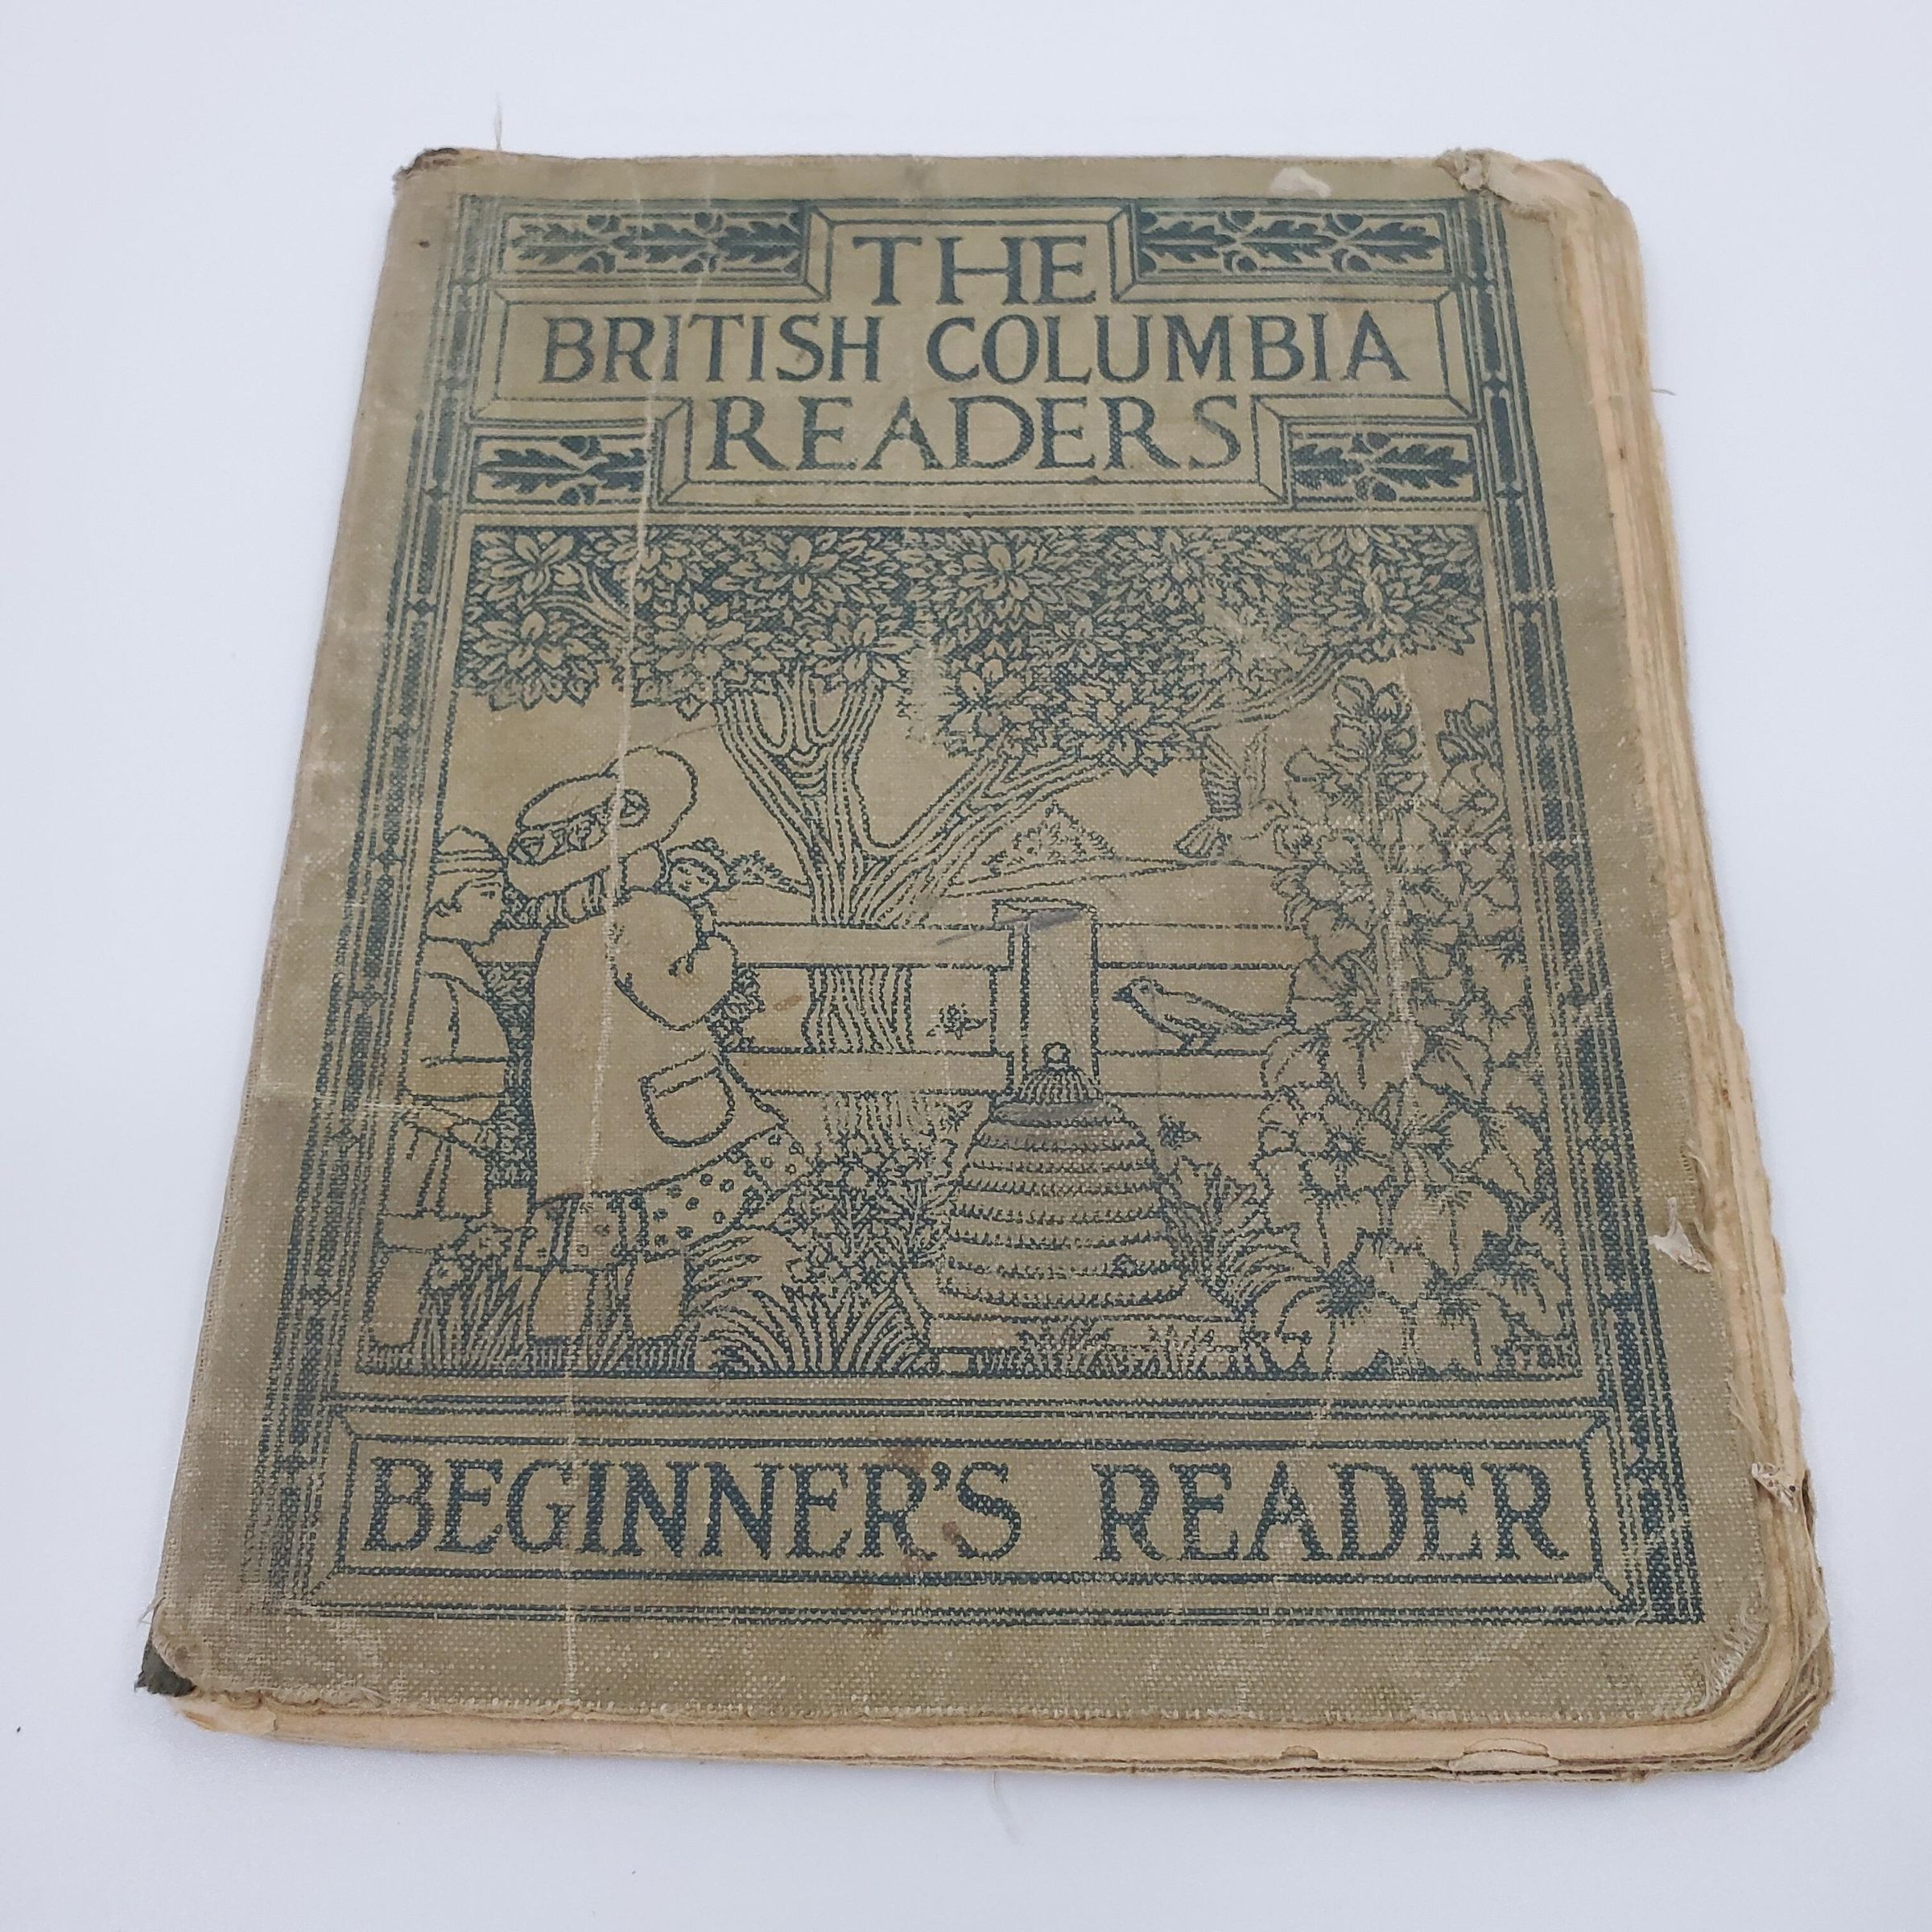 THE
BRITISH COLUMBIA
READERS
BEGINNER'S READER